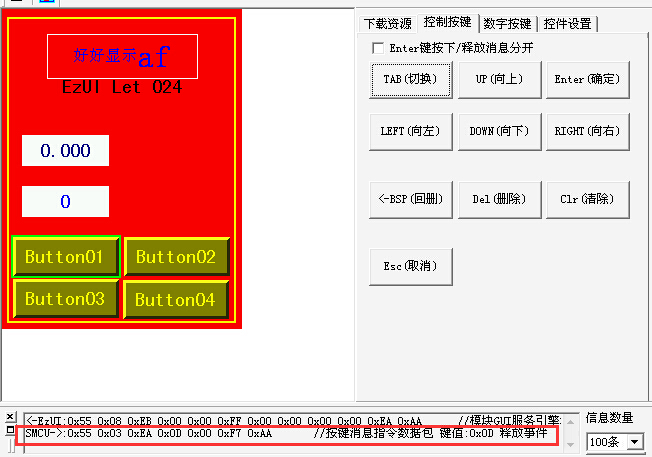 下载资源 控制按键 数字按键 控件设置
Enter键按下/释放消息分开
TAB(切换) UP(向上) Enter(确定)
LEFT(向左) DOWN(向下) RIGHT(向右)
<-BSP(回删) Del(删除) Clr(清除)
Esc(取消)
好好显示af
EzUI Let 024
0.000
0
Button01 Button02
Button03 Button04
<-EzUI:0x55 0x08 0xEB 0x00 0x00 0xFF 0x00 0x00 0x00 0x00 0xEA 0xAA //模块GUI服务引擎
SMCU->:0x55 0x03 0xEA 0x0D 0x00 0xF7 0xAA //按键消息指令数据包 键值:0x0D 释放事件
信息数量
100条